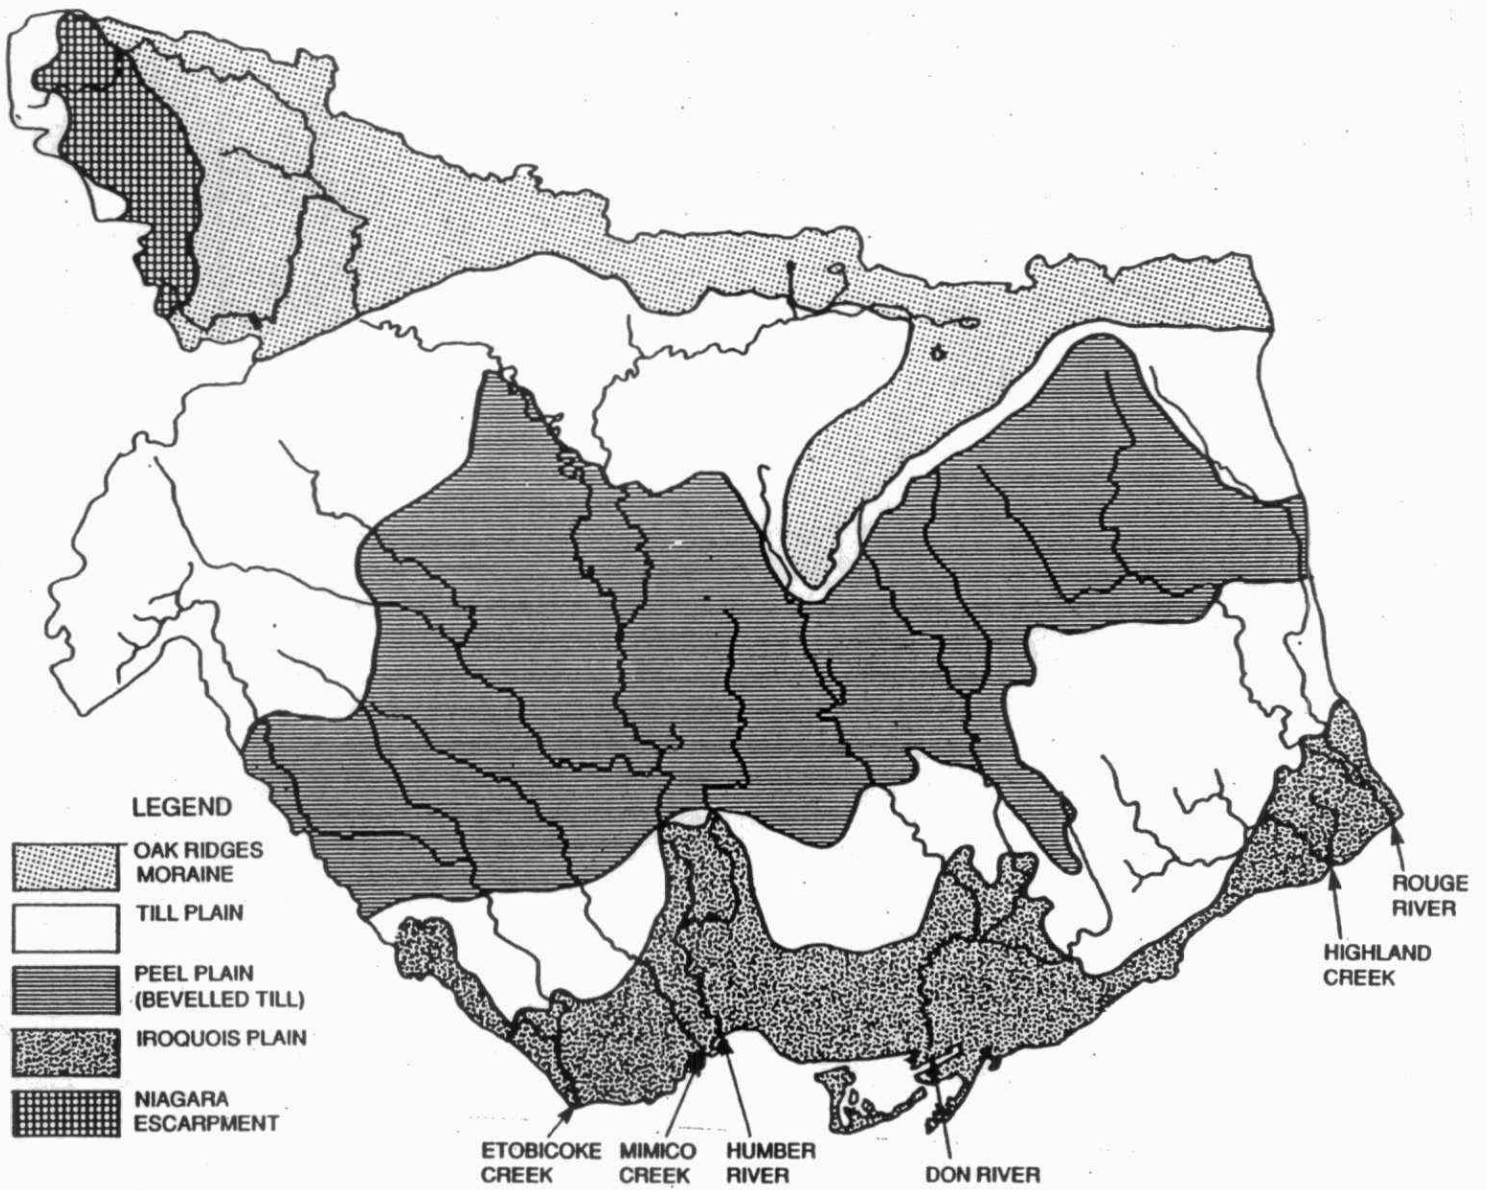 LEGEND
OAK RIDGES
MORAINE
TILL PLAIN
PEEL PLAIN
(BEVELLED TILL)
IROQUOIS PLAIN
NIAGARA
ESCARPMENT
ETOBICOKE
CREEK
MIMICO
CREEK
HUMBER
RIVER
DON RIVER
HIGHLAND
CREEK
ROUGE
RIVER